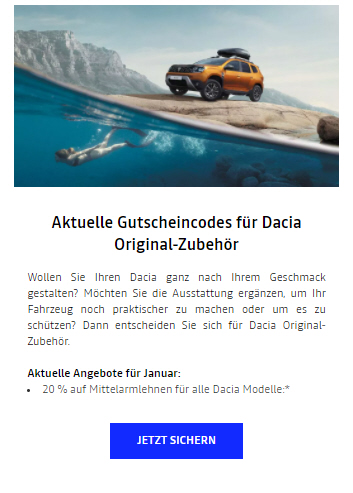 Aktuelle Gutscheincodes für Dacia
Original-Zubehör
Wollen Sie Ihren Dacia ganz nach Ihrem Geschmack
gestalten? Möchten Sie die Ausstattung ergänzen, um Ihr
Fahrzeug noch praktischer zu machen oder um es zu
schützen? Dann entscheiden Sie sich für Dacia Original-
Zubehör.
Aktuelle Angebote für Januar:
• 20 % auf Mittelarmlehnen für alle Dacia Modelle:*
JETZT SICHERN